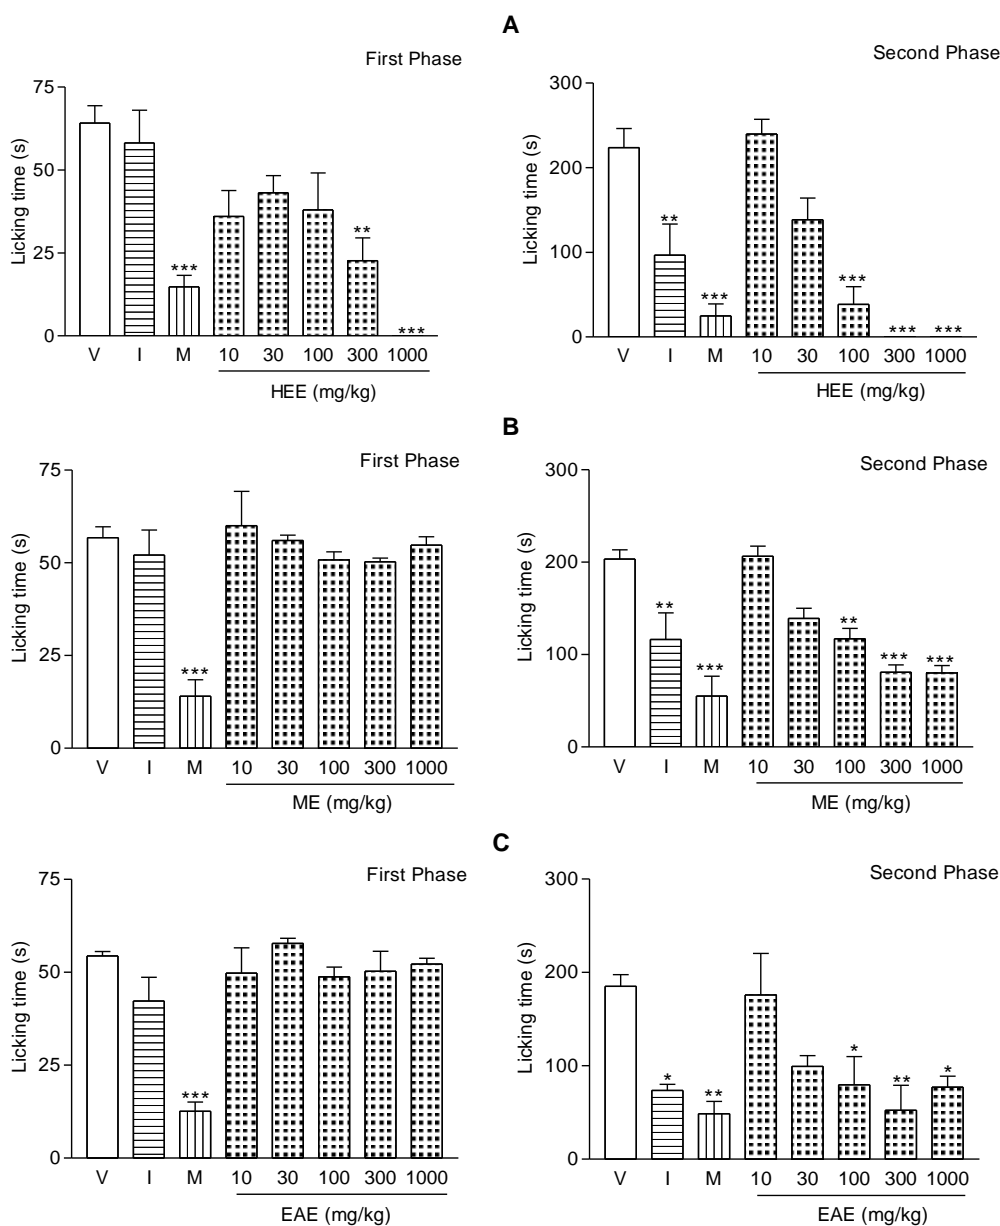 A
First Phase
Second Phase
Licking time (s)
75
50
25
0
***
**
***
V I M 10 30 100 300 1000
HEE (mg/kg)
Licking time (s)
300
200
100
0
**
***
***
*** ***
V I M 10 30 100 300 1000
HEE (mg/kg)
B
First Phase
Second Phase
Licking time (s)
75
50
25
0
***
V I M 10 30 100 300 1000
ME (mg/kg)
Licking time (s)
300
200
100
0
**
***
**
*** ***
V I M 10 30 100 300 1000
ME (mg/kg)
C
First Phase
Second Phase
Licking time (s)
75
50
25
0
***
V I M 10 30 100 300 1000
EAE (mg/kg)
Licking time (s)
300
200
100
0
*
**
*
**
*
V I M 10 30 100 300 1000
EAE (mg/kg)